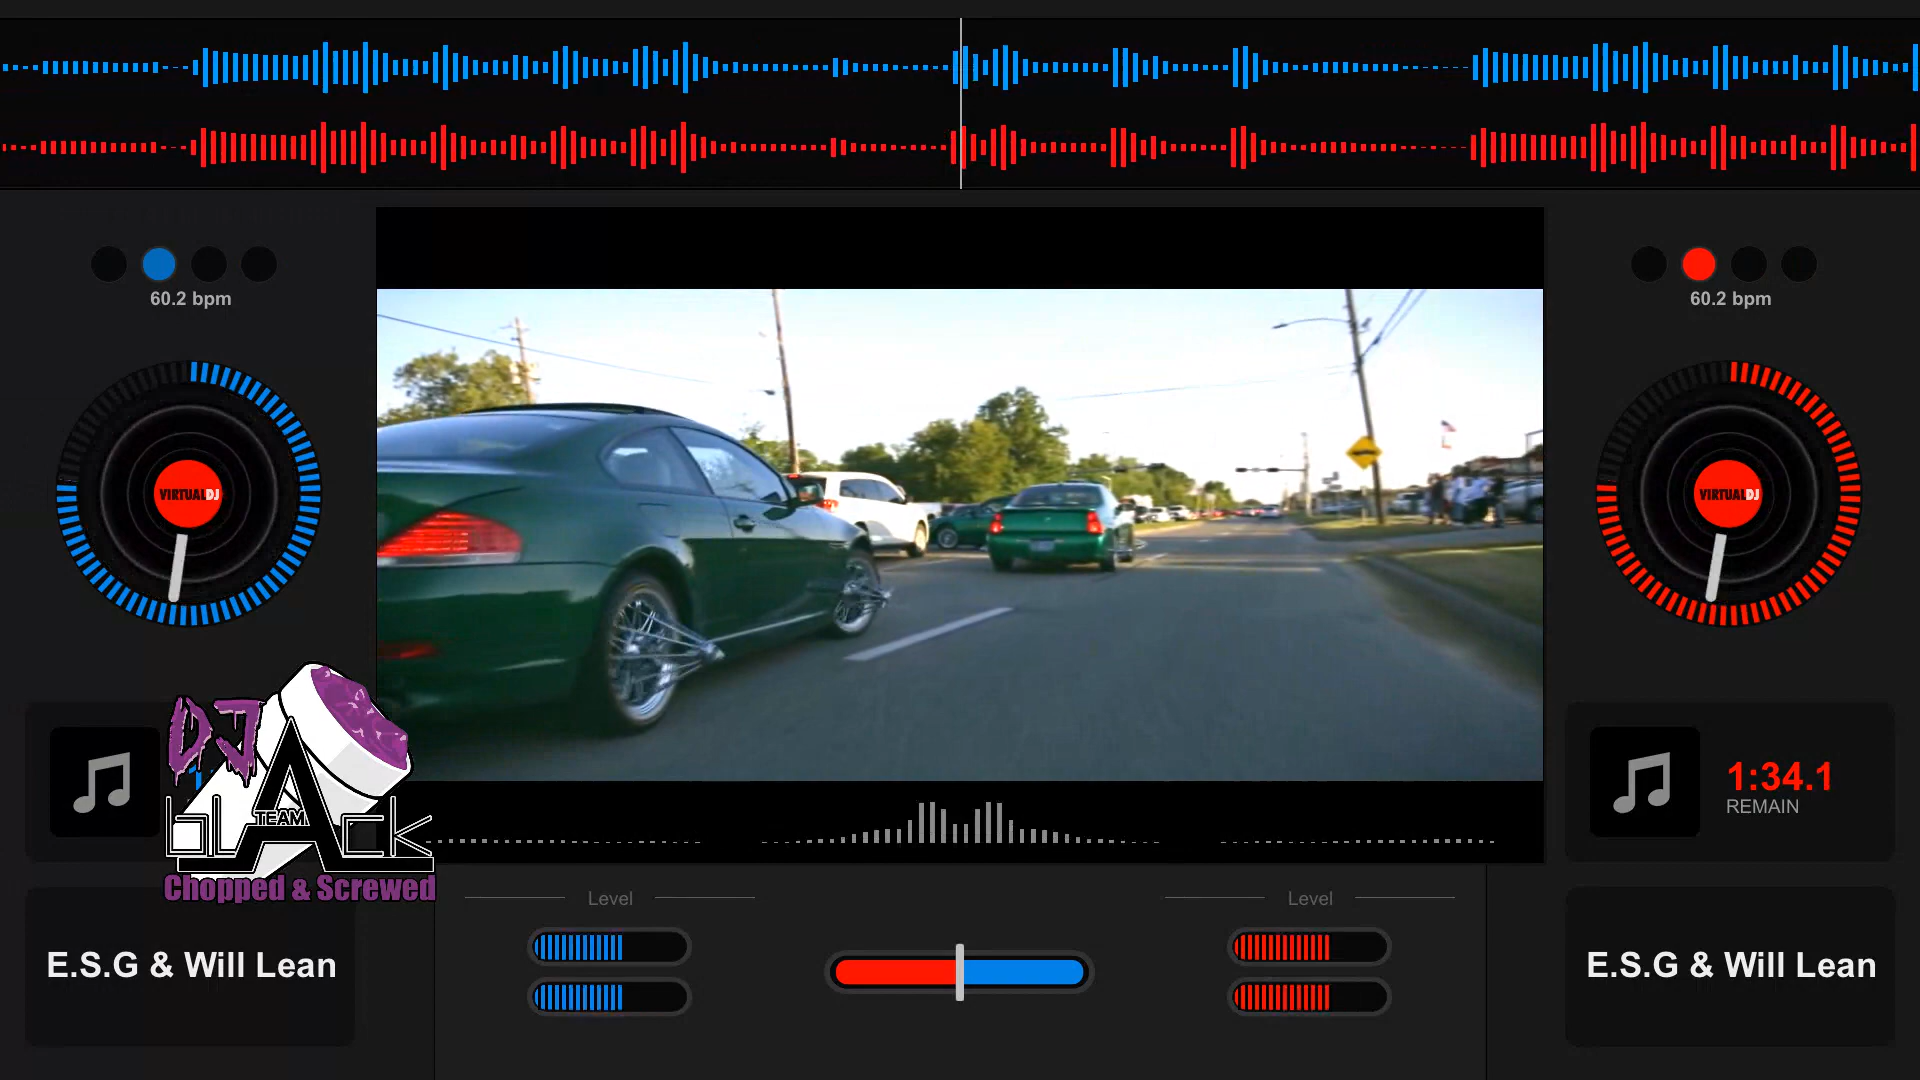 60.2 bpm
60.2 bpm
VIRTUALDJ
VIRTUALDJ
DJ
BLACK
TEAM
Chopped & Screwed
1:34.1
REMAIN
Level
Level
E.S.G & Will Lean
E.S.G & Will Lean